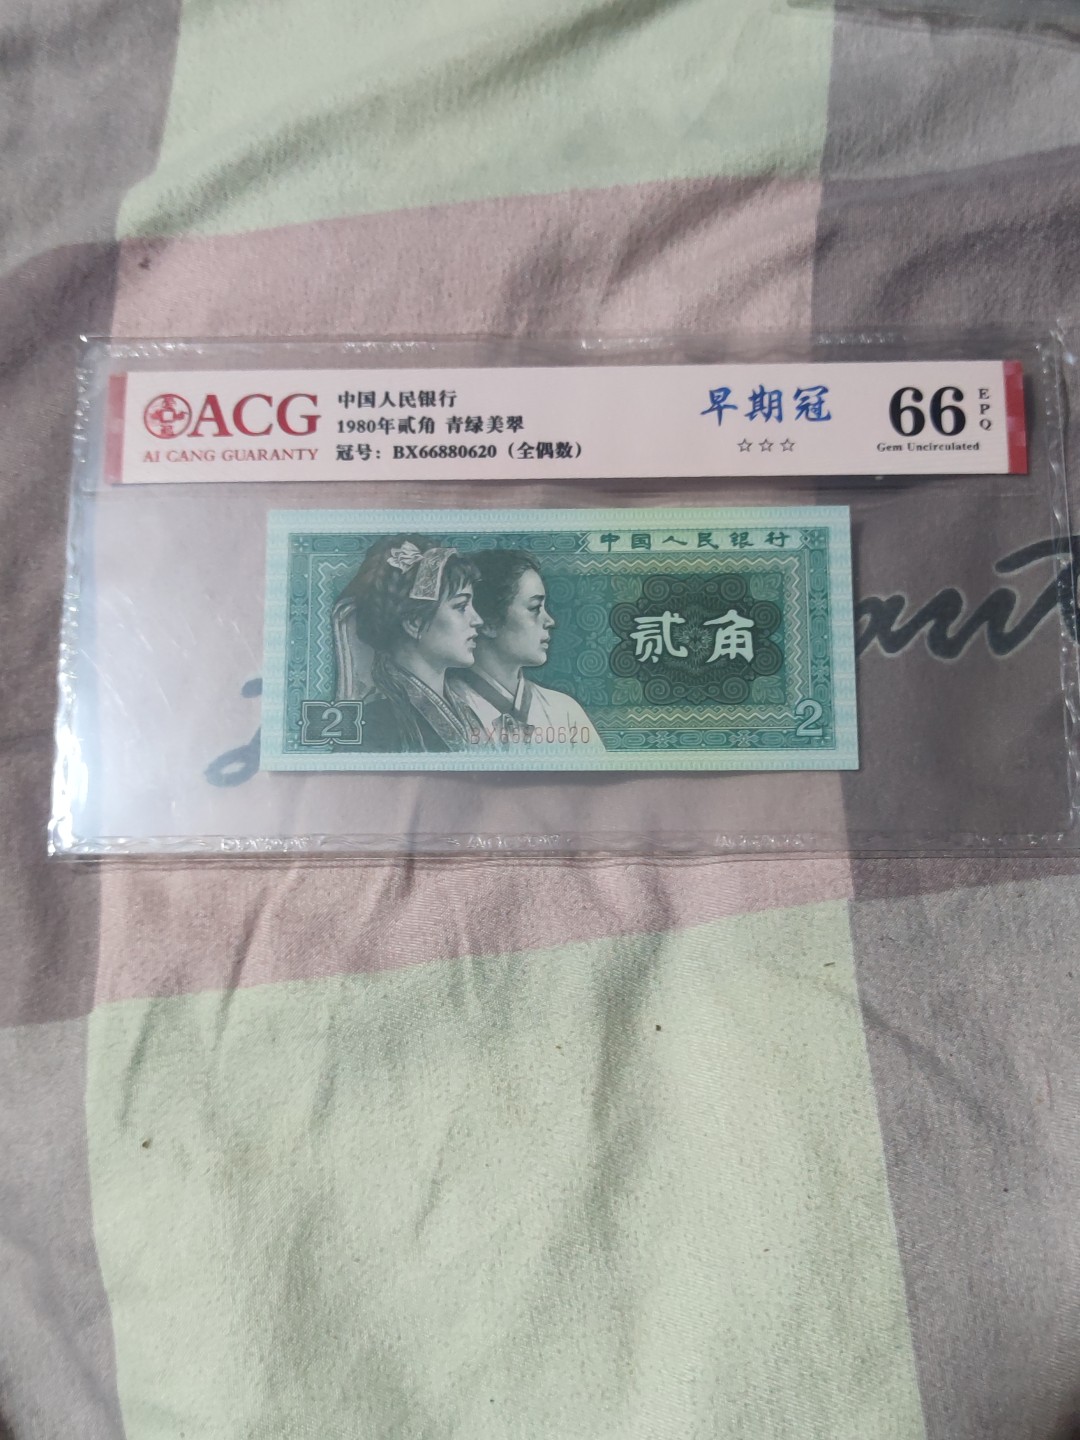 ACG
AI CANG GUARANTY
中国人民银行
1980年贰角 青绿美翠
冠号：BX66880620（全偶数）
早期冠
☆☆☆
66
EPQ
Gem Uncirculated
中国人民银行
贰角
2
BX66880620
2